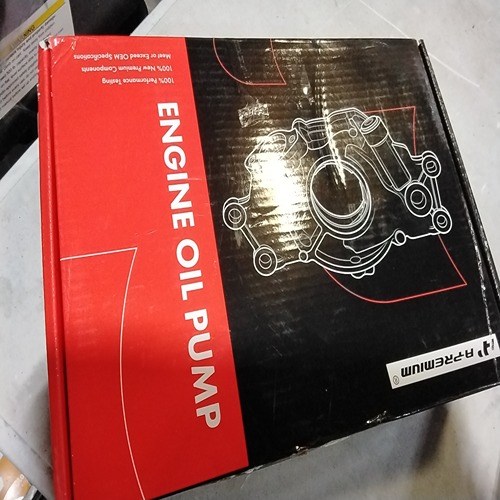 ENGINE OIL PUMP
100% Performance Testing
100% New Premium Components
Meet or Exceed OEM Specifications
A-PREMIUM